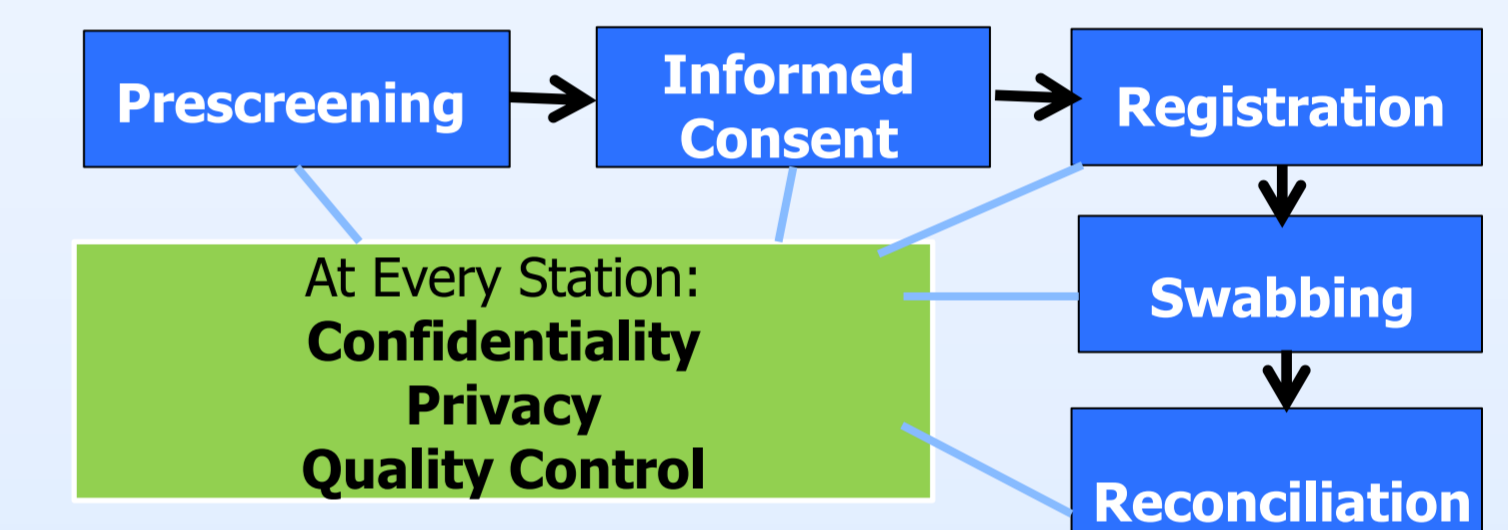 Prescreening
Informed
Consent
Registration
At Every Station:
Confidentiality
Privacy
Quality Control
Swabbing
Reconciliation